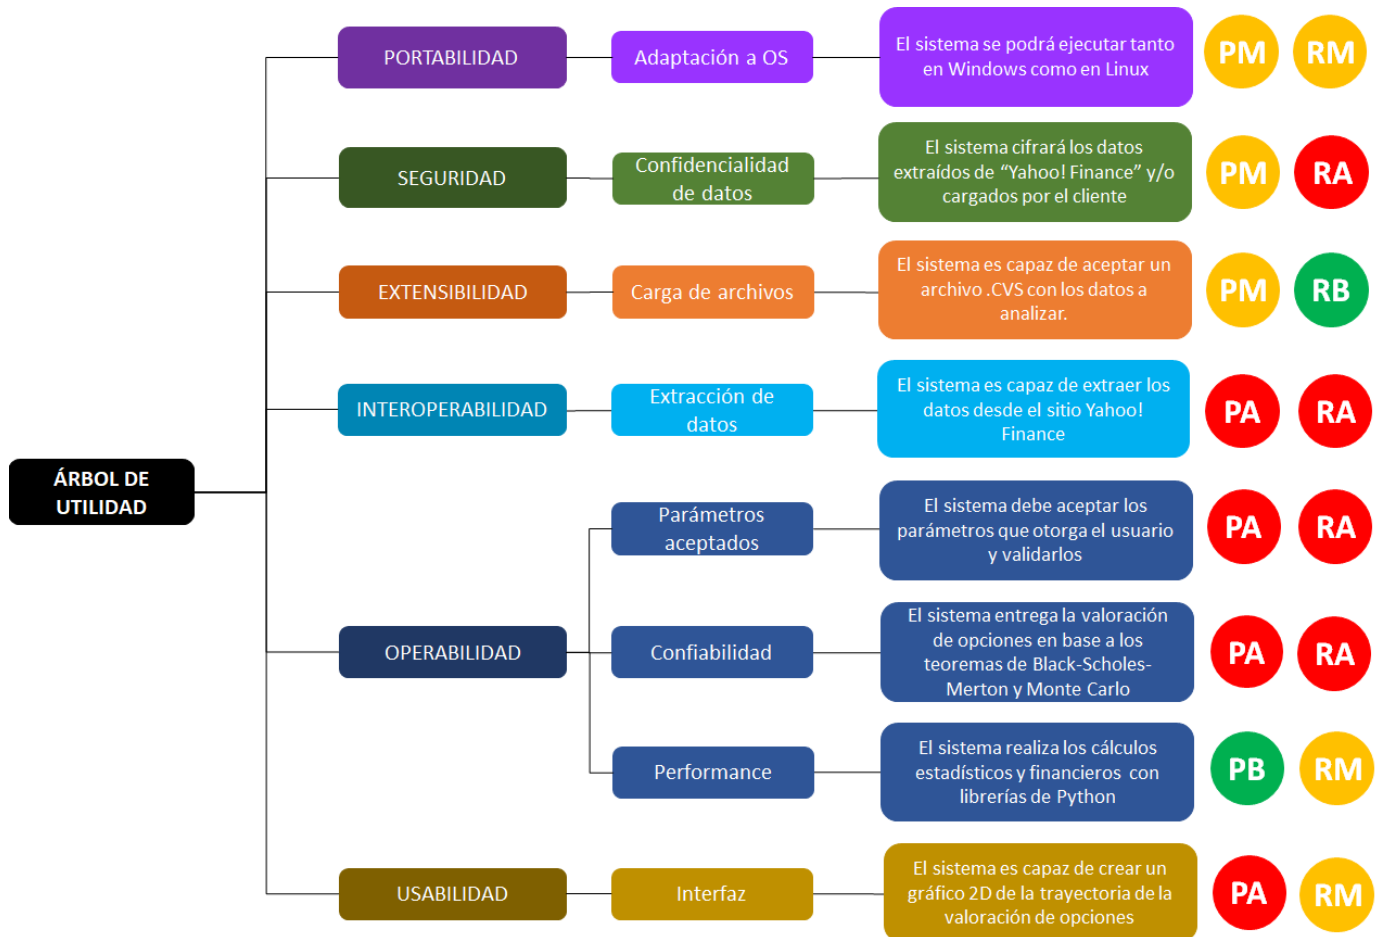 PORTABILIDAD
Adaptación a OS
El sistema se podrá ejecutar tanto
en Windows como en Linux
PM
RM
SEGURIDAD
Confidencialidad
de datos
El sistema cifrará los datos
extraídos de “Yahoo! Finance” y/o
cargados por el cliente
PM
RA
EXTENSIBILIDAD
Carga de archivos
El sistema es capaz de aceptar un
archivo .CVS con los datos a
analizar.
PM
RB
INTEROPERABILIDAD
Extracción de
datos
El sistema es capaz de extraer los
datos desde el sitio Yahoo!
Finance
PA
RA
ÁRBOL DE
UTILIDAD
Parámetros
aceptados
El sistema debe aceptar los
parámetros que otorga el usuario
y validarlos
PA
RA
OPERABILIDAD
Confiabilidad
El sistema entrega la valoración
de opciones en base a los
teoremas de Black-Scholes-
Merton y Monte Carlo
PA
RA
Performance
El sistema realiza los cálculos
estadísticos y financieros con
librerías de Python
PB
RM
USABILIDAD
Interfaz
El sistema es capaz de crear un
gráfico 2D de la trayectoria de la
valoración de opciones
PA
RM